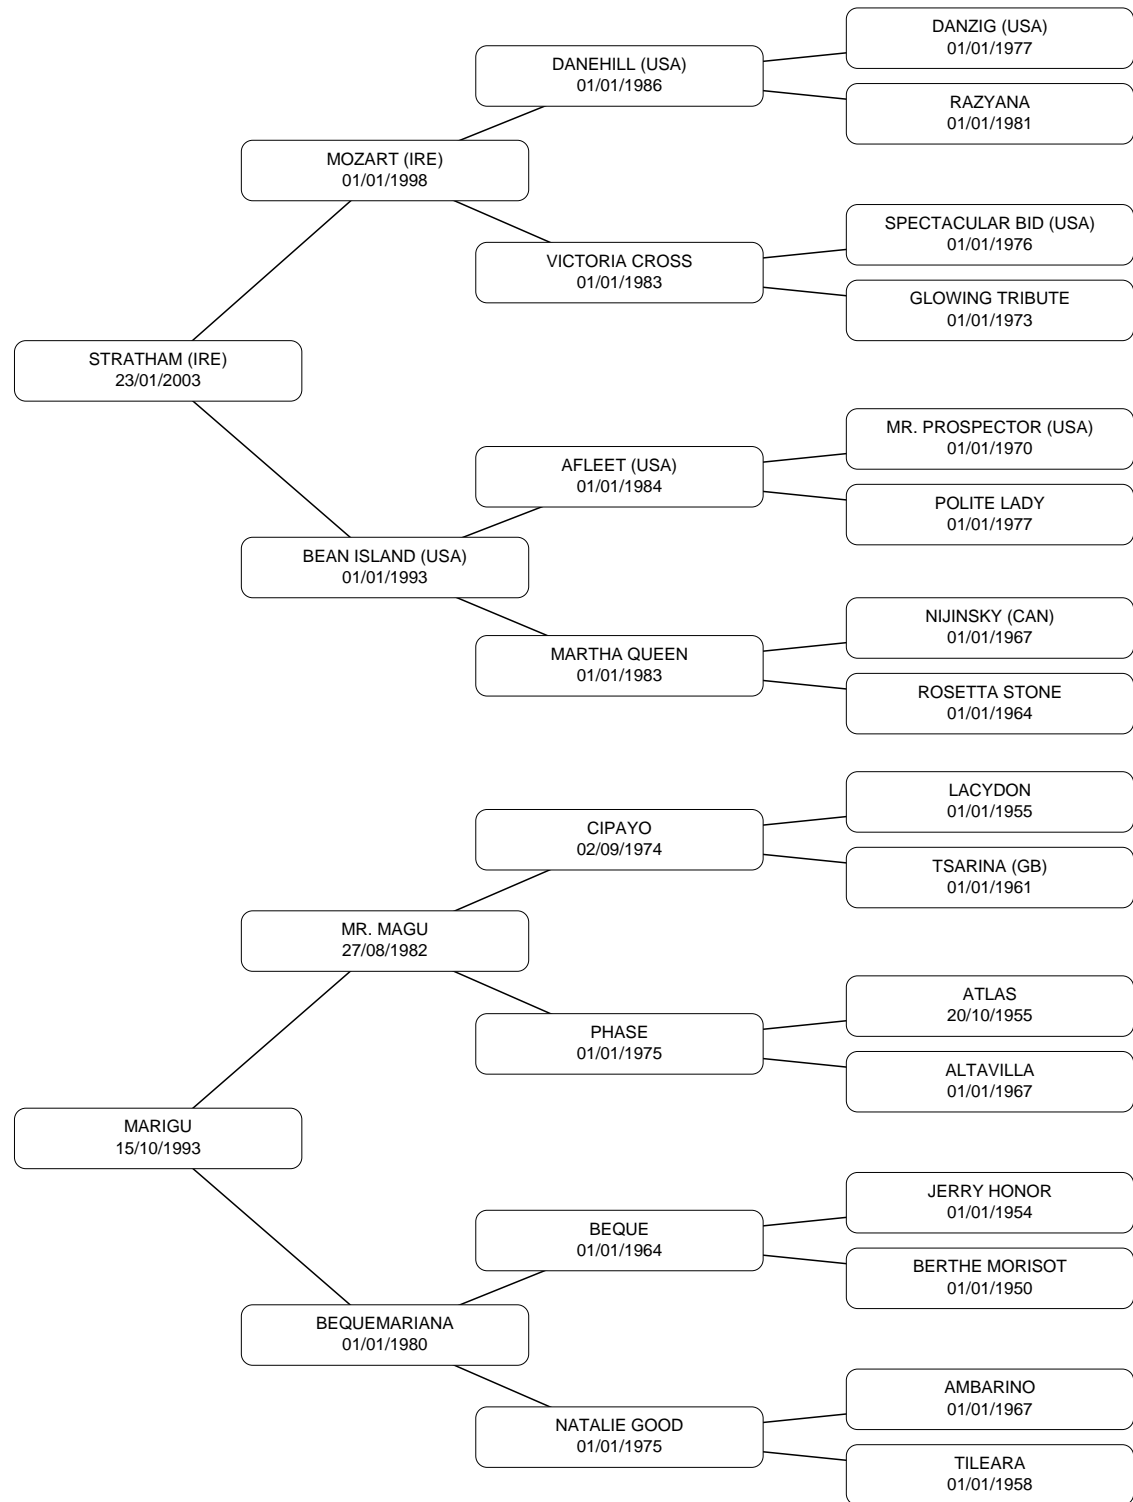 DANZIG (USA)
01/01/1977
DANEHILL (USA)
01/01/1986
RAZYANA
01/01/1981
MOZART (IRE)
01/01/1998
SPECTACULAR BID (USA)
01/01/1976
VICTORIA CROSS
01/01/1983
GLOWING TRIBUTE
01/01/1973
STRATHAM (IRE)
23/01/2003
MR. PROSPECTOR (USA)
01/01/1970
AFLEET (USA)
01/01/1984
POLITE LADY
01/01/1977
BEAN ISLAND (USA)
01/01/1993
NIJINSKY (CAN)
01/01/1967
MARTHA QUEEN
01/01/1983
ROSETTA STONE
01/01/1964
LACYDON
01/01/1955
CIPAYO
02/09/1974
TSARINA (GB)
01/01/1961
MR. MAGU
27/08/1982
ATLAS
20/10/1955
PHASE
01/01/1975
ALTAVILLA
01/01/1967
MARIGU
15/10/1993
JERRY HONOR
01/01/1954
BEQUE
01/01/1964
BERTHE MORISOT
01/01/1950
BEQUEMARIANA
01/01/1980
AMBARINO
01/01/1967
NATALIE GOOD
01/01/1975
TILEARA
01/01/1958